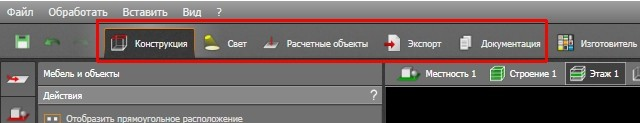 Файл Обработать Вставить Вид ?
Конструкция Свет Расчетные объекты Экспорт Документация Изготовитель
Мебель и объекты Местность 1 Строение 1 Этаж 1
Действия ?
Отобразить прямоугольное расположение